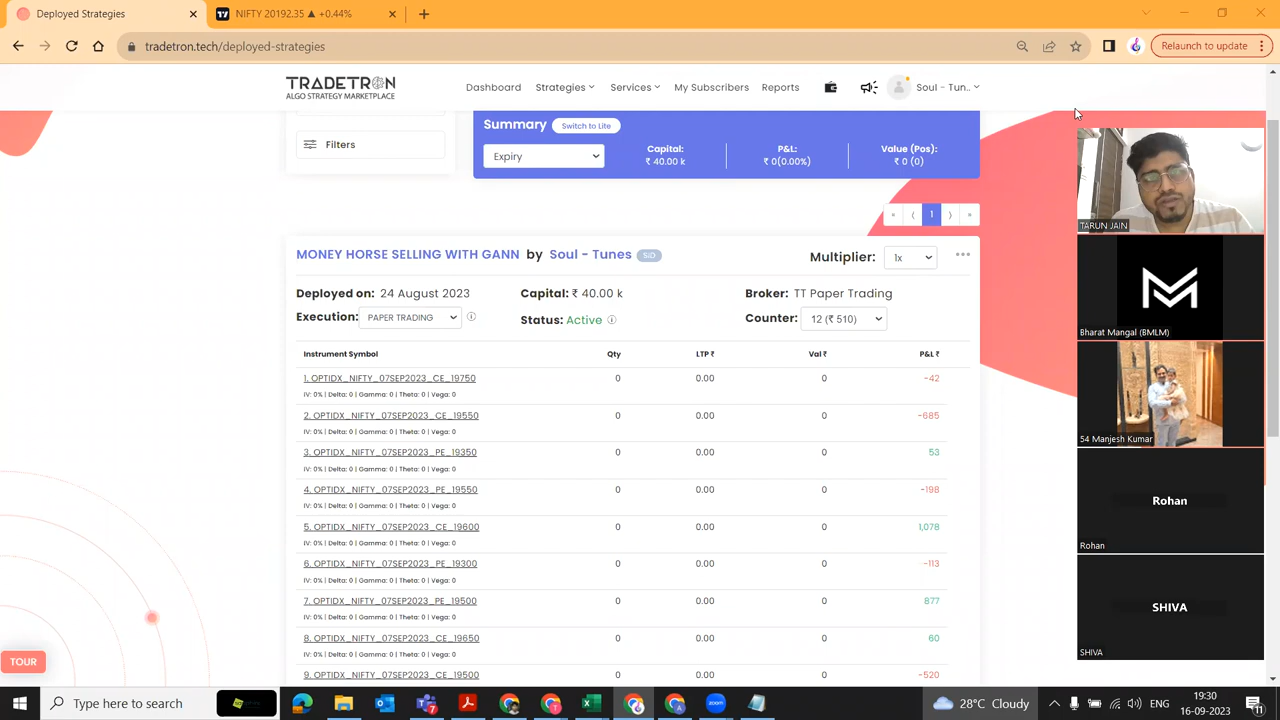 Deployed Strategies
NIFTY 20192.35 ▲ +0.44%
tradetron.tech/deployed-strategies
Relaunch to update
TRADETRON
ALGO STRATEGY MARKETPLACE
Dashboard Strategies Services My Subscribers Reports Soul - Tun..
Filters
Summary Switch to Lite
Expiry
Capital: P&L: Value (Pos):
₹ 40.00 k ₹ 0(0.00%) ₹ 0 (0)
« ⟨ 1 ⟩ »
MONEY HORSE SELLING WITH GANN by Soul - Tunes SID
Multiplier: 1x
Deployed on: 24 August 2023 Capital: ₹ 40.00 k Broker: TT Paper Trading
Execution: PAPER TRADING Status: Active Counter: 12 (₹ 510)
Instrument Symbol Qty LTP ₹ Val ₹ P&L ₹
1. OPTIDX_NIFTY_07SEP2023_CE_19750 0 0.00 0 -42
IV: 0% | Delta: 0 | Gamma: 0 | Theta: 0 | Vega: 0
2. OPTIDX_NIFTY_07SEP2023_CE_19550 0 0.00 0 -685
IV: 0% | Delta: 0 | Gamma: 0 | Theta: 0 | Vega: 0
3. OPTIDX_NIFTY_07SEP2023_PE_19350 0 0.00 0 53
IV: 0% | Delta: 0 | Gamma: 0 | Theta: 0 | Vega: 0
4. OPTIDX_NIFTY_07SEP2023_PE_19550 0 0.00 0 -198
IV: 0% | Delta: 0 | Gamma: 0 | Theta: 0 | Vega: 0
5. OPTIDX_NIFTY_07SEP2023_CE_19600 0 0.00 0 1,078
IV: 0% | Delta: 0 | Gamma: 0 | Theta: 0 | Vega: 0
6. OPTIDX_NIFTY_07SEP2023_PE_19300 0 0.00 0 -113
IV: 0% | Delta: 0 | Gamma: 0 | Theta: 0 | Vega: 0
7. OPTIDX_NIFTY_07SEP2023_PE_19500 0 0.00 0 877
IV: 0% | Delta: 0 | Gamma: 0 | Theta: 0 | Vega: 0
8. OPTIDX_NIFTY_07SEP2023_CE_19650 0 0.00 0 60
IV: 0% | Delta: 0 | Gamma: 0 | Theta: 0 | Vega: 0
9. OPTIDX_NIFTY_07SEP2023_CE_19500 0 0.00 0 -520
TOUR
TARUN JAIN
Bharat Mangal (BMLM)
54 Manjesh Kumar
Rohan
Rohan
SHIVA
SHIVA
Type here to search
zoom
28°C Cloudy
ENG
19:30
16-09-2023
11